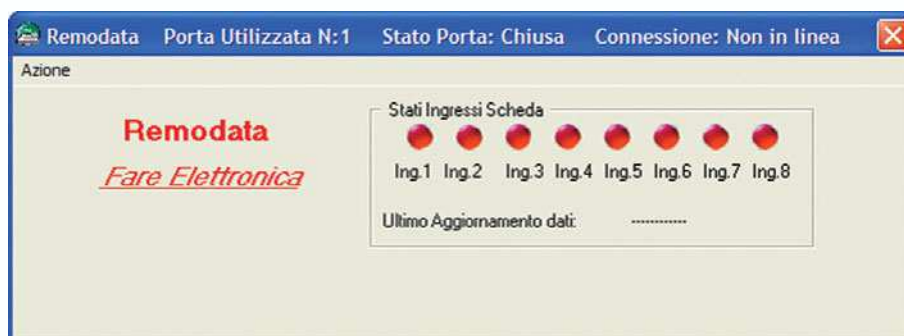 Remodata Porta Utilizzata N:1 Stato Porta: Chiusa Connessione: Non in linea
Azione
Remodata
Fare Elettronica
Stati Ingressi Scheda
Ing.1 Ing.2 Ing.3 Ing.4 Ing.5 Ing.6 Ing.7 Ing.8
Ultimo Aggiornamento dati: ------------